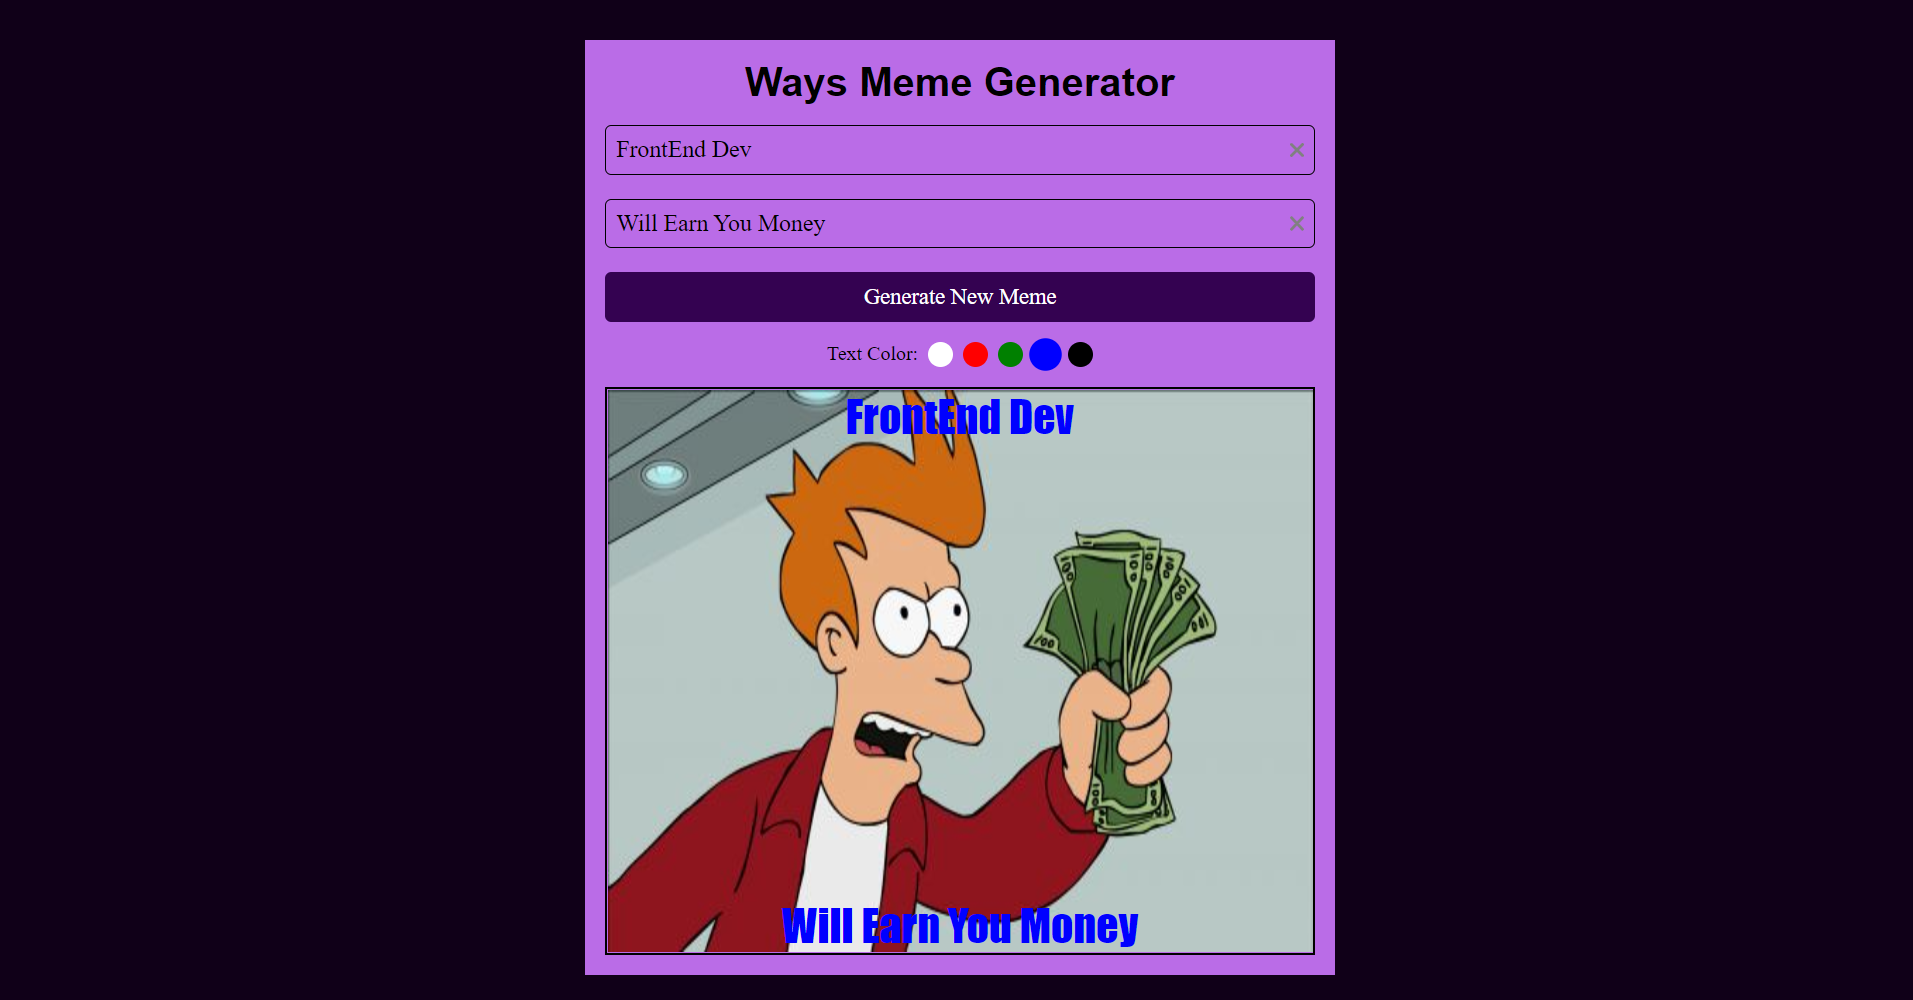 Ways Meme Generator
FrontEnd Dev
Will Earn You Money
Generate New Meme
Text Color:
FrontEnd Dev
100
Will Earn You Money